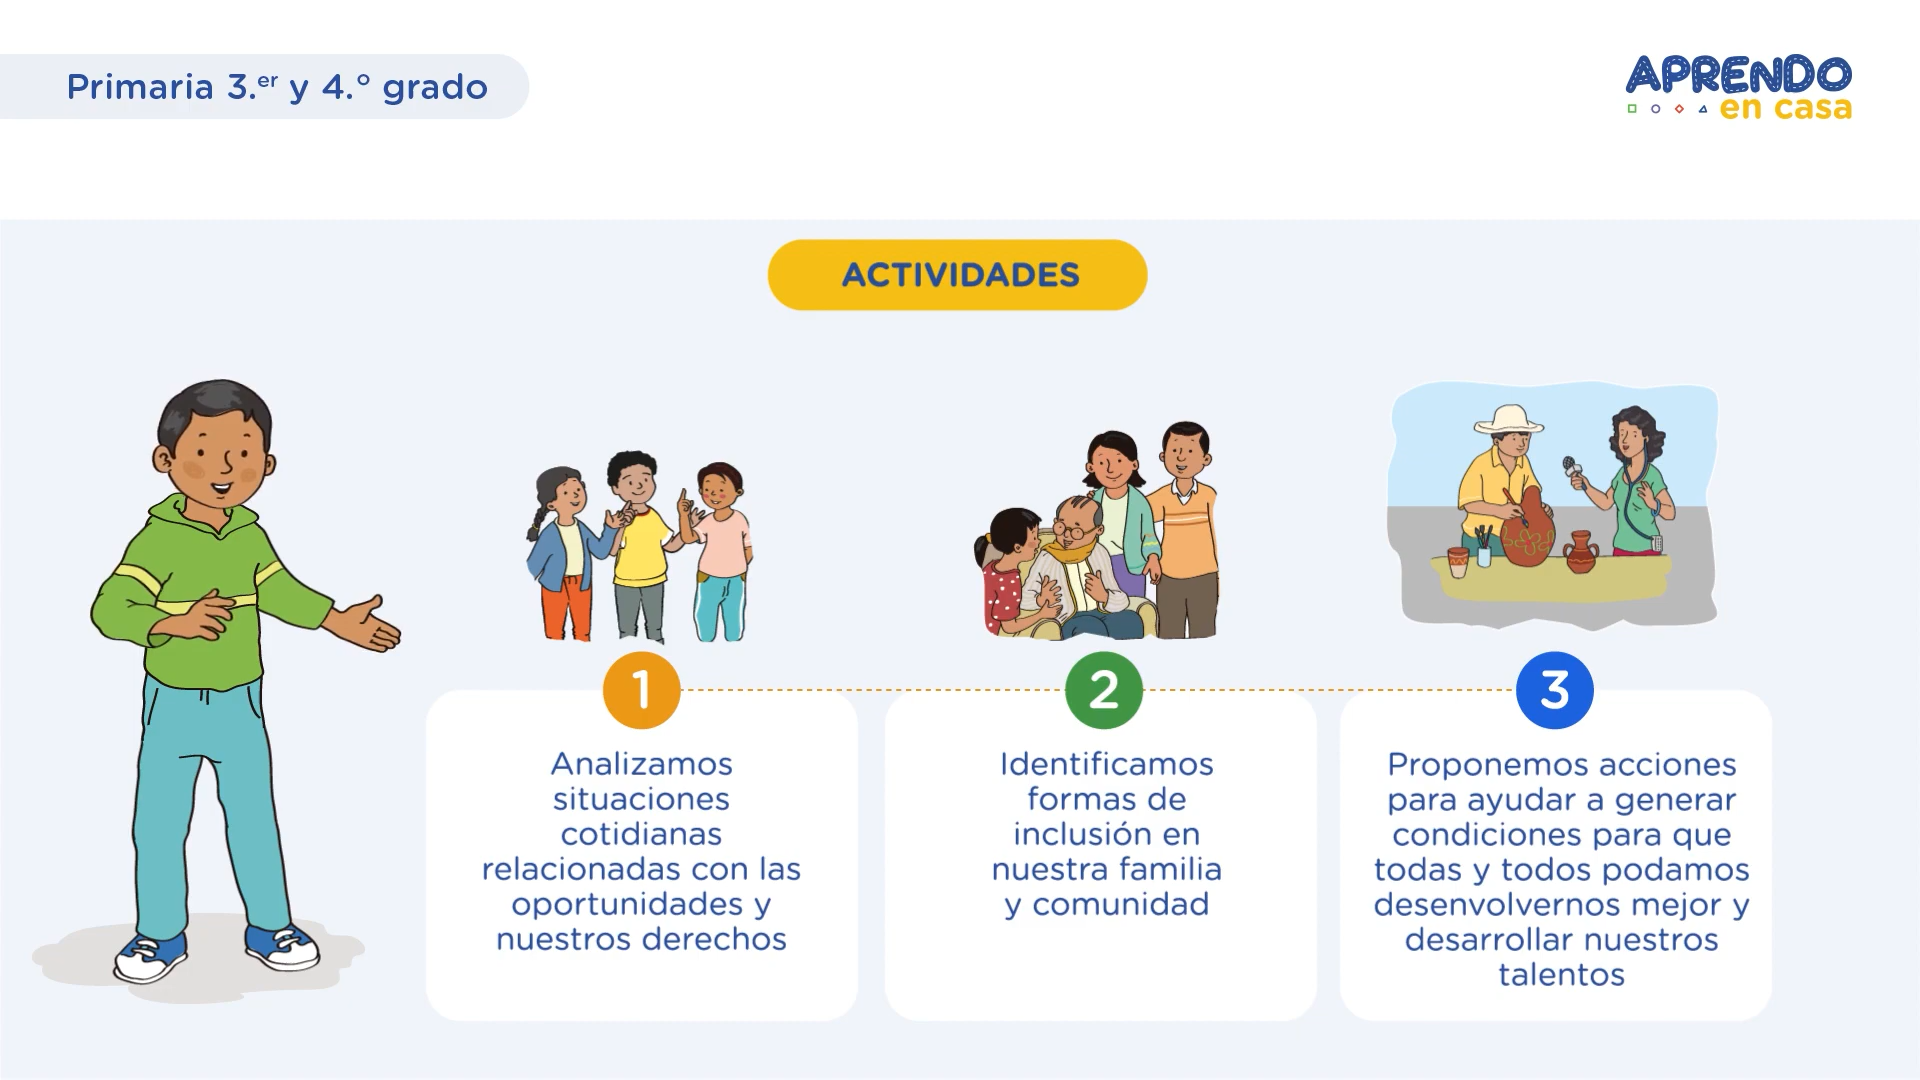 Primaria 3.er y 4.° grado
APRENDO
en casa
ACTIVIDADES
1
Analizamos
situaciones
cotidianas
relacionadas con las
oportunidades y
nuestros derechos
2
Identificamos
formas de
inclusión en
nuestra familia
y comunidad
3
Proponemos acciones
para ayudar a generar
condiciones para que
todas y todos podamos
desenvolvernos mejor y
desarrollar nuestros
talentos